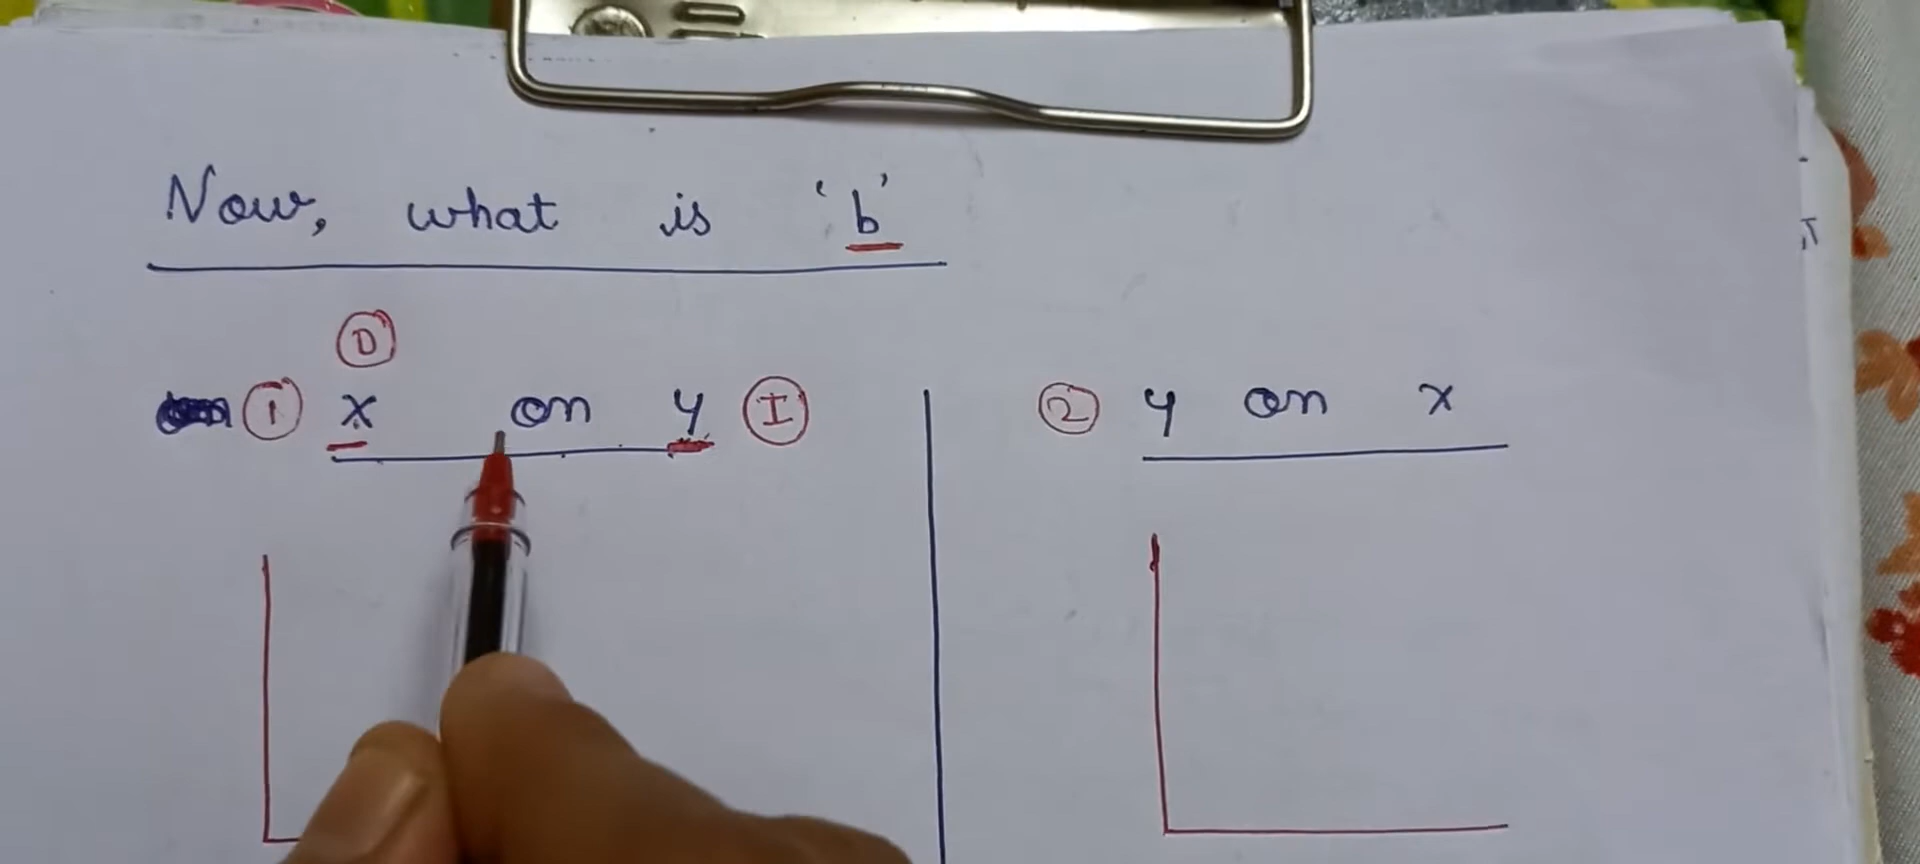 Now, what is 'b'
D
1 x on y I
2 y on x